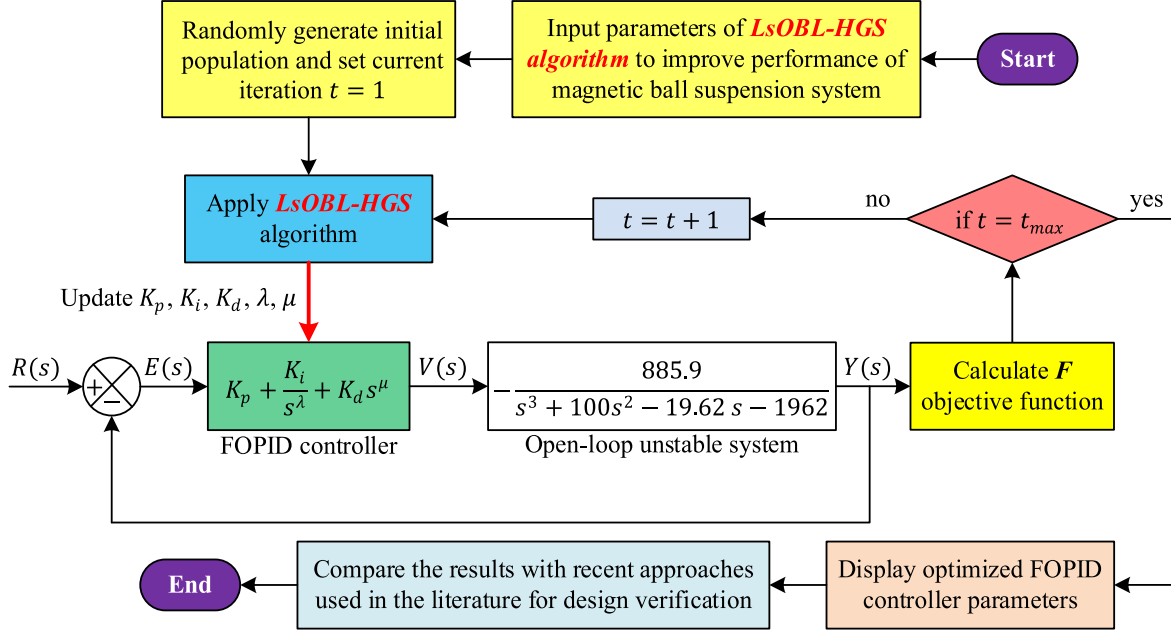 Randomly generate initial
population and set current
iteration t = 1
Input parameters of LsOBL-HGS
algorithm to improve performance of
magnetic ball suspension system
Start
Apply LsOBL-HGS
algorithm
t = t + 1
no
if t = t_max
yes
Update K_p, K_i, K_d, λ, μ
R(s)
+
−
E(s)
K_p + K_i / s^λ + K_d s^μ
FOPID controller
V(s)
− 885.9 / (s³ + 100s² − 19.62 s − 1962)
Open-loop unstable system
Y(s)
Calculate F
objective function
End
Compare the results with recent approaches
used in the literature for design verification
Display optimized FOPID
controller parameters